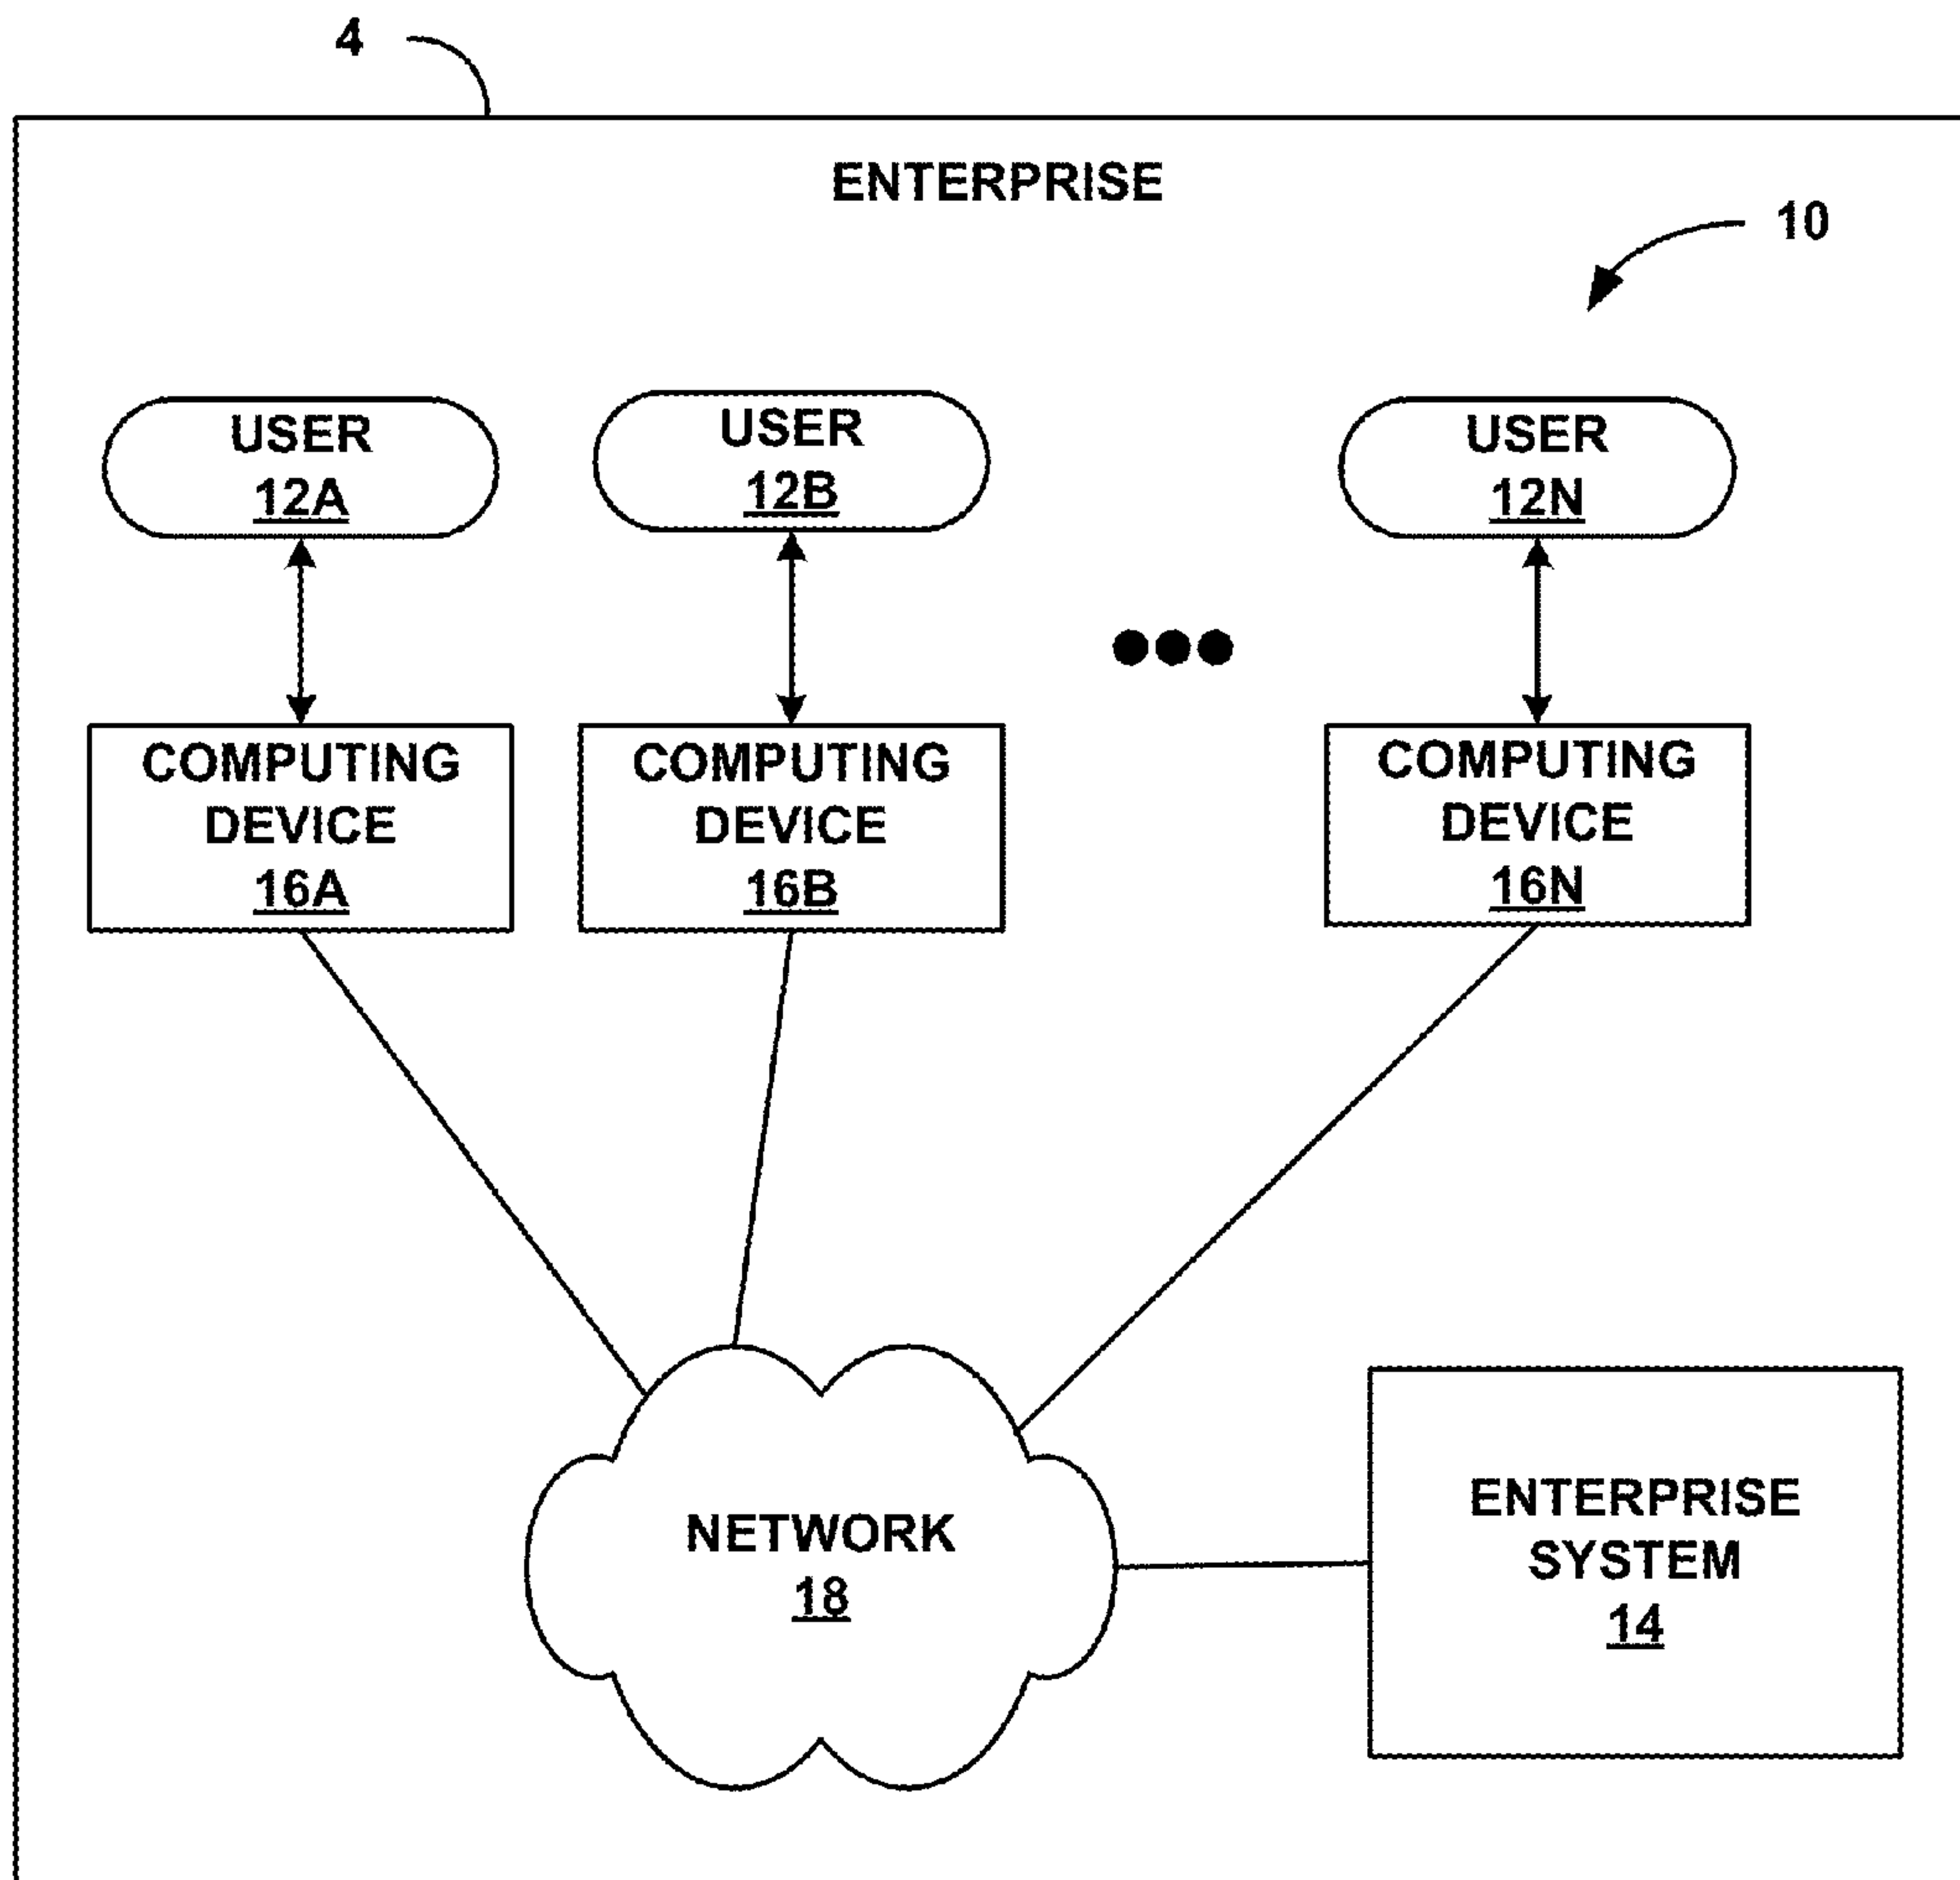 4
ENTERPRISE
10
USER
12A
USER
12B
USER
12N
COMPUTING
DEVICE
16A
COMPUTING
DEVICE
16B
COMPUTING
DEVICE
16N
NETWORK
18
ENTERPRISE
SYSTEM
14